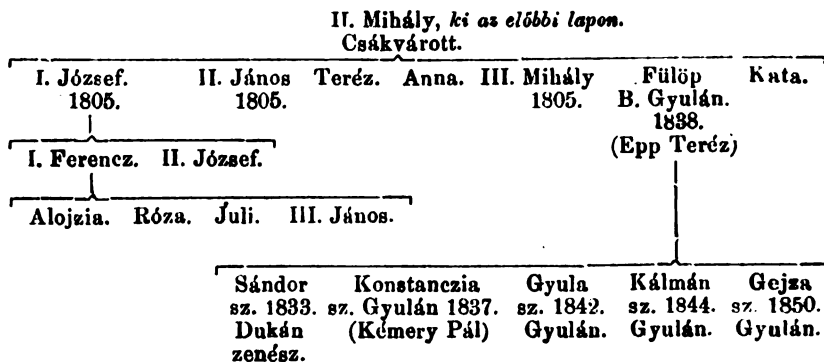 II. Mihály, ki az előbbi lapon.
Csákvárott.
I. József. II. János Teréz. Anna. III. Mihály Fülöp Kata.
1805. 1805. 1805. B. Gyulán.
1838.
(Epp Teréz)
I. Ferencz. II. József.
Alojzia. Róza. Juli. III. János.
Sándor Konstanczia Gyula Kálmán Gejza
sz. 1833. sz. Gyulán 1837. sz. 1842. sz. 1844. sz. 1850.
Dukán (Kémery Pál) Gyulán. Gyulán. Gyulán.
zenész.